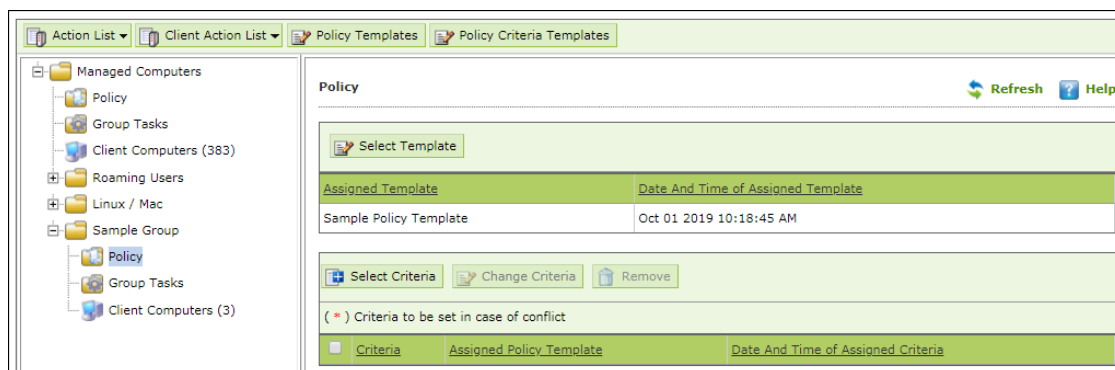 Action List Client Action List Policy Templates Policy Criteria Templates
Managed Computers
Policy
Group Tasks
Client Computers (383)
Roaming Users
Linux / Mac
Sample Group
Policy
Group Tasks
Client Computers (3)
Policy Refresh ? Help
Select Template
Assigned Template Date And Time of Assigned Template
Sample Policy Template Oct 01 2019 10:18:45 AM
Select Criteria Change Criteria Remove
( * ) Criteria to be set in case of conflict
Criteria Assigned Policy Template Date And Time of Assigned Criteria